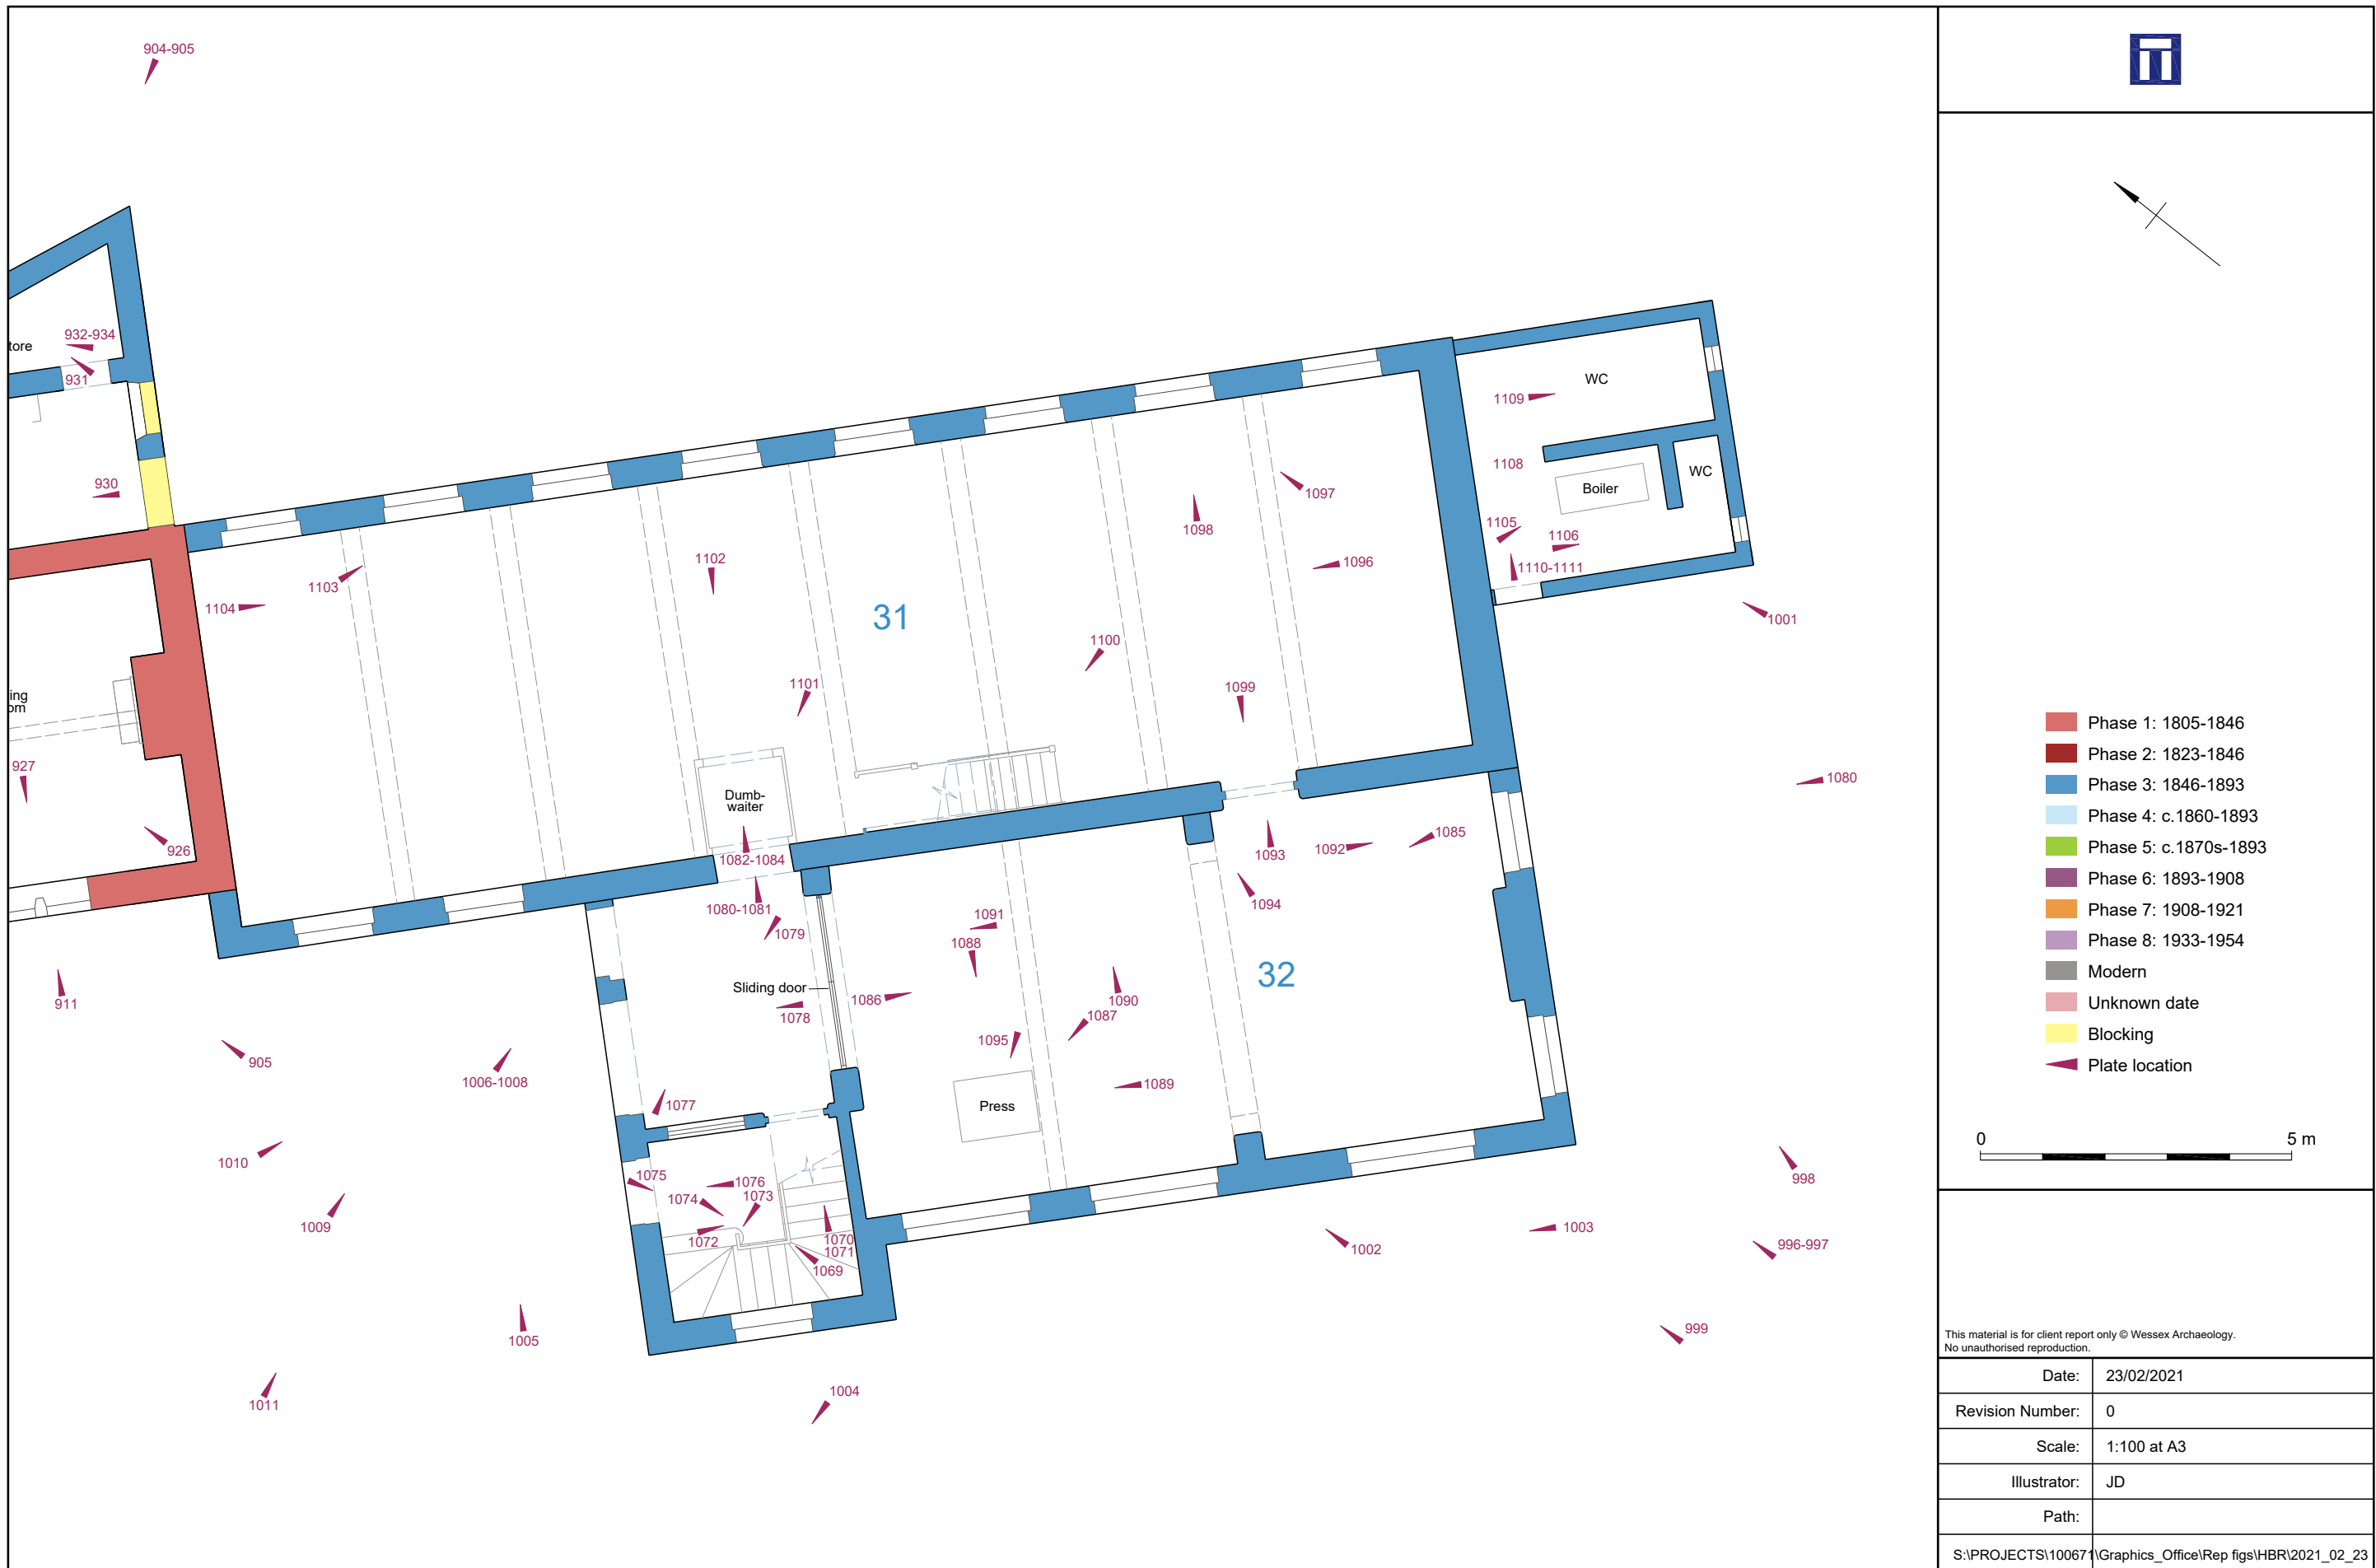 904-905
932-934
tore
931
930
ing
om
927
926
911
905
1104
1103
1102
31
1101
1100
1098
1097
1096
1099
WC
1109
1108
WC
Boiler
1105
1106
1110-1111
1001
1080
Dumb-
waiter
1082-1084
1080-1081
1079
Sliding door
1078
1086
1091
1088
1090
1087
1095
1089
Press
1093
1092
1085
1094
32
1006-1008
1077
1010
1009
1075
1076
1074
1073
1072
1070
1071
1069
1005
1011
1004
1002
1003
998
996-997
999
Phase 1: 1805-1846
Phase 2: 1823-1846
Phase 3: 1846-1893
Phase 4: c.1860-1893
Phase 5: c.1870s-1893
Phase 6: 1893-1908
Phase 7: 1908-1921
Phase 8: 1933-1954
Modern
Unknown date
Blocking
Plate location
0 5 m
This material is for client report only © Wessex Archaeology.
No unauthorised reproduction.
Date: 23/02/2021
Revision Number: 0
Scale: 1:100 at A3
Illustrator: JD
Path:
S:\PROJECTS\100671\Graphics_Office\Rep figs\HBR\2021_02_23